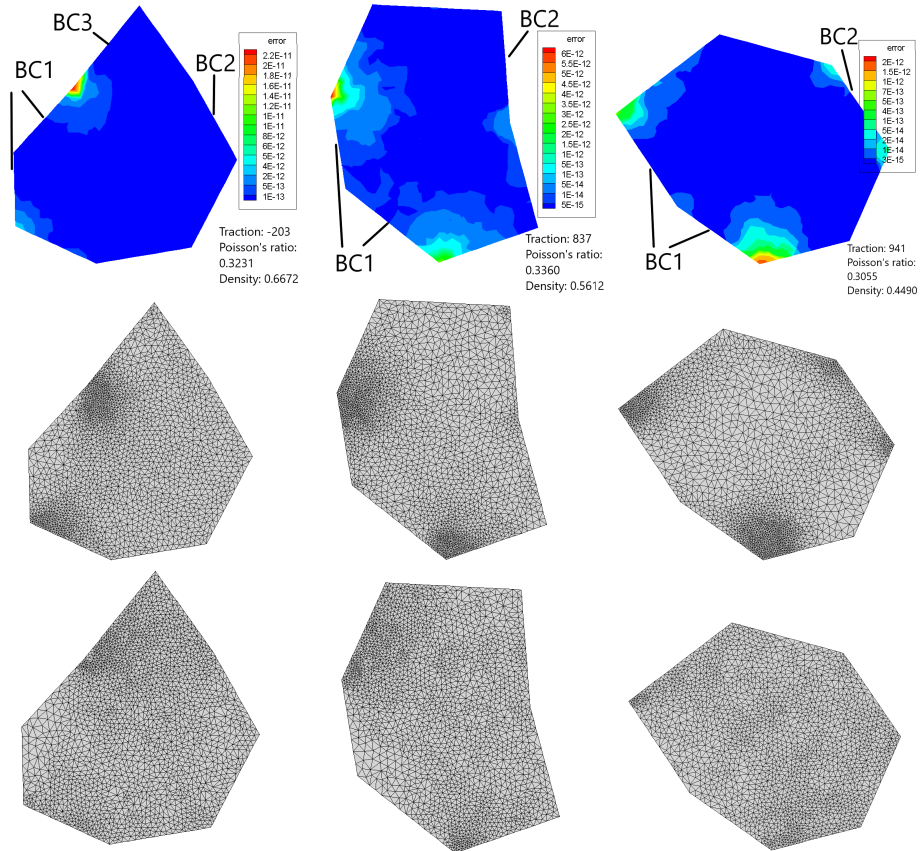 BC3
BC1
BC2
error
2.2E-11
2E-11
1.8E-11
1.6E-11
1.4E-11
1.2E-11
1E-11
1E-11
8E-12
6E-12
4E-12
2E-12
5E-13
1E-13
Traction: -203
Poisson's ratio:
0.3231
Density: 0.6672
BC2
BC1
error
6E-12
5.5E-12
5E-12
4.5E-12
4E-12
3.5E-12
3E-12
2.5E-12
2E-12
1.5E-12
1E-12
5E-13
1E-13
5E-14
1E-14
5E-15
Traction: 837
Poisson's ratio:
0.3360
Density: 0.5612
BC2
BC1
error
2E-12
1.5E-12
1E-12
7E-13
5E-13
4E-13
1E-13
5E-14
2E-14
1E-14
3E-15
Traction: 941
Poisson's ratio:
0.3055
Density: 0.4490